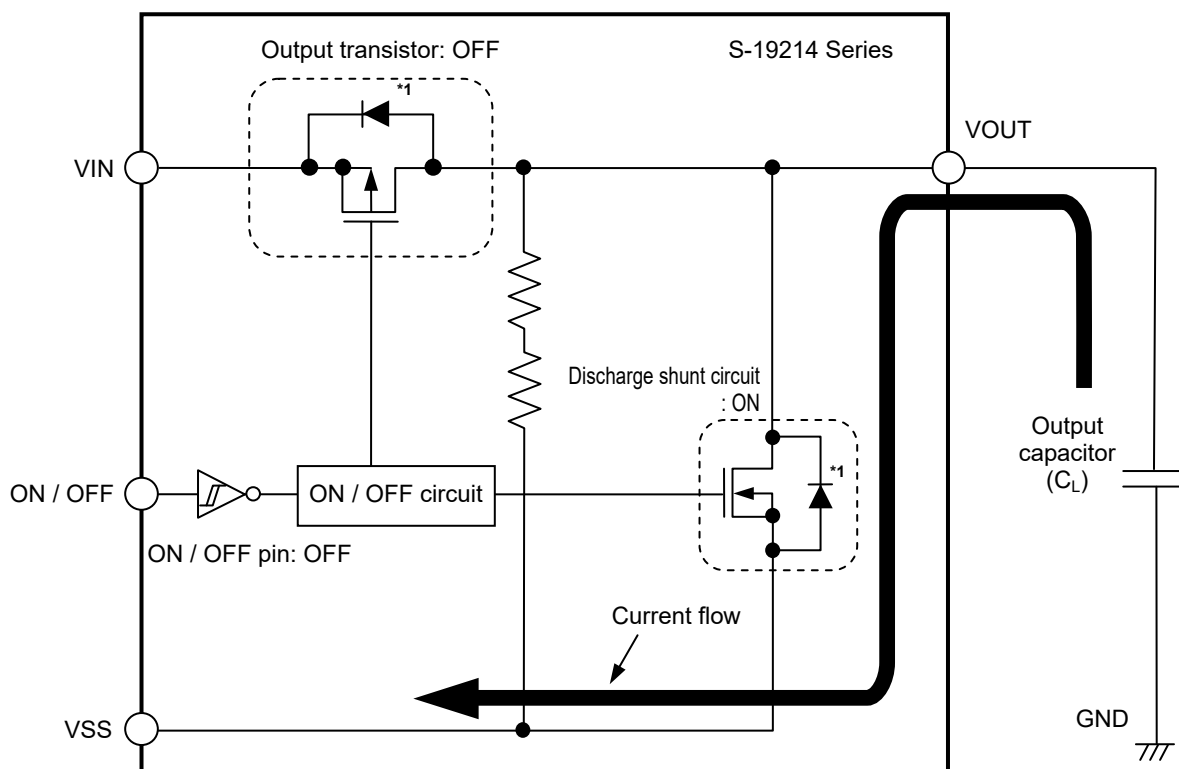 Output transistor: OFF
S-19214 Series
*1
VOUT
VIN
Discharge shunt circuit
: ON
*1
Output
capacitor
(CL)
ON / OFF
ON / OFF circuit
ON / OFF pin: OFF
Current flow
GND
VSS